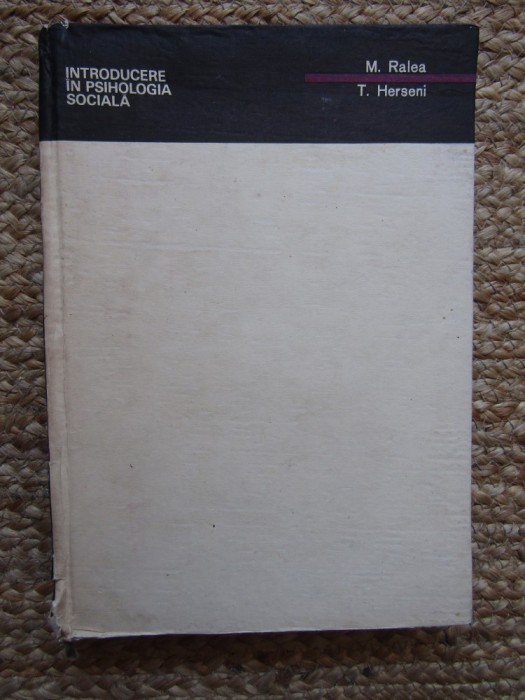 INTRODUCERE
ÎN PSIHOLOGIA
SOCIALĂ
M. Ralea
T. Herseni